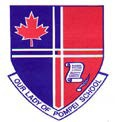 OUR LADY OF POMPEI SCHOOL